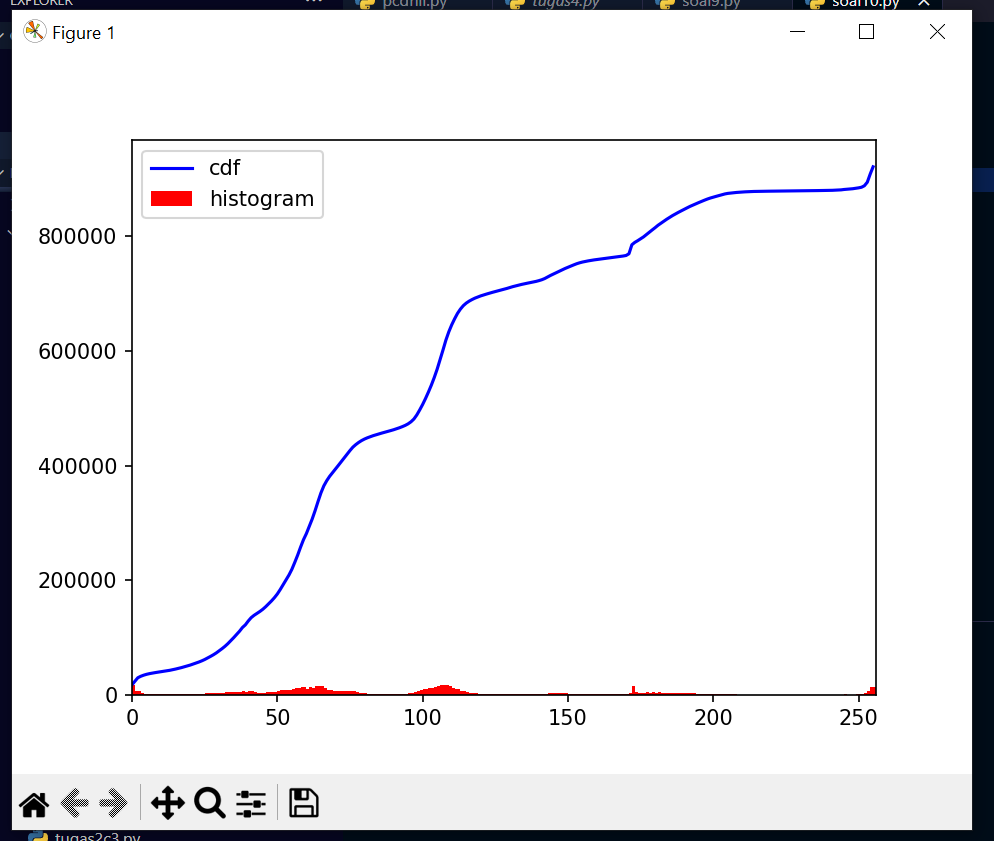 EXPLORER
pcdnil.py
tugas4.py
soal9.py
soal10.py
Figure 1
cdf
histogram
800000
600000
400000
200000
0
0 50 100 150 200 250
tugas2c3.py